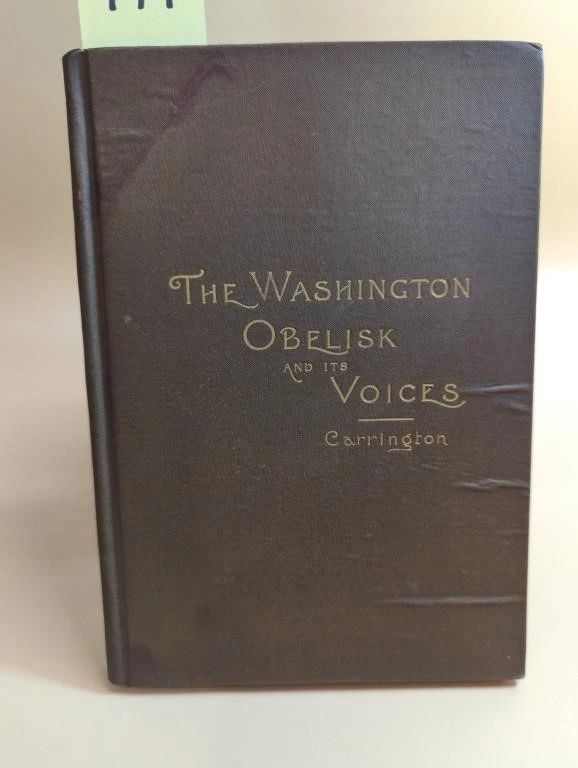 The Washington
Obelisk
and its
Voices
Carrington